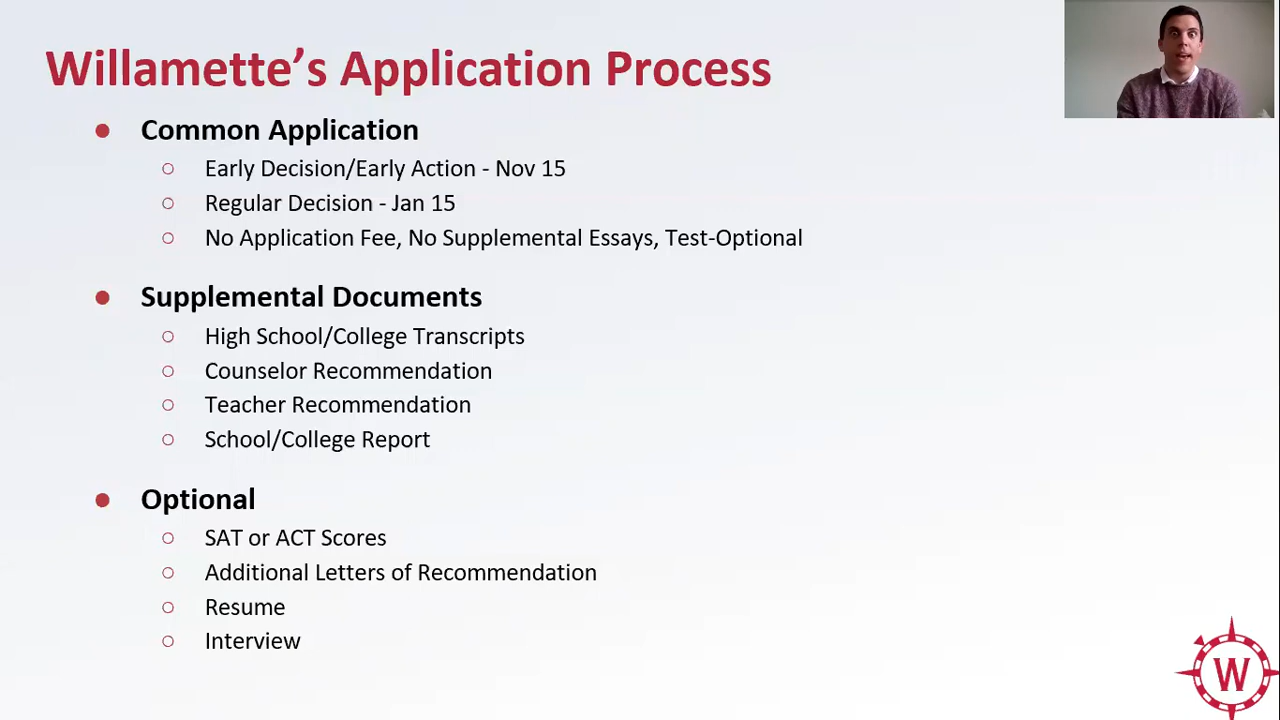 Willamette’s Application Process
Common Application
Early Decision/Early Action - Nov 15
Regular Decision - Jan 15
No Application Fee, No Supplemental Essays, Test-Optional
Supplemental Documents
High School/College Transcripts
Counselor Recommendation
Teacher Recommendation
School/College Report
Optional
SAT or ACT Scores
Additional Letters of Recommendation
Resume
Interview
W